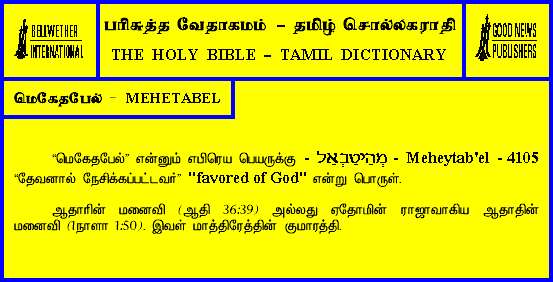 BELLWETHER
INTERNATIONAL
பரிசுத்த வேதாகமம் – தமிழ் சொல்லகராதி
THE HOLY BIBLE – TAMIL DICTIONARY
GOOD NEWS
PUBLISHERS
மெகேதபேல் – MEHETABEL
“மெகேதபேல்” என்னும் எபிரெய பெயருக்கு - מְהֵיטַבְאֵל - Meheytab'el - 4105
“தேவனால் நேசிக்கப்பட்டவர்” "favored of God" என்று பொருள்.
ஆதாரின் மனைவி (ஆதி 36:39) அல்லது ஏதோமின் ராஜாவாகிய ஆதாதின்
மனைவி (1நாளா 1:50). இவள் மாத்திரேத்தின் குமாரத்தி.